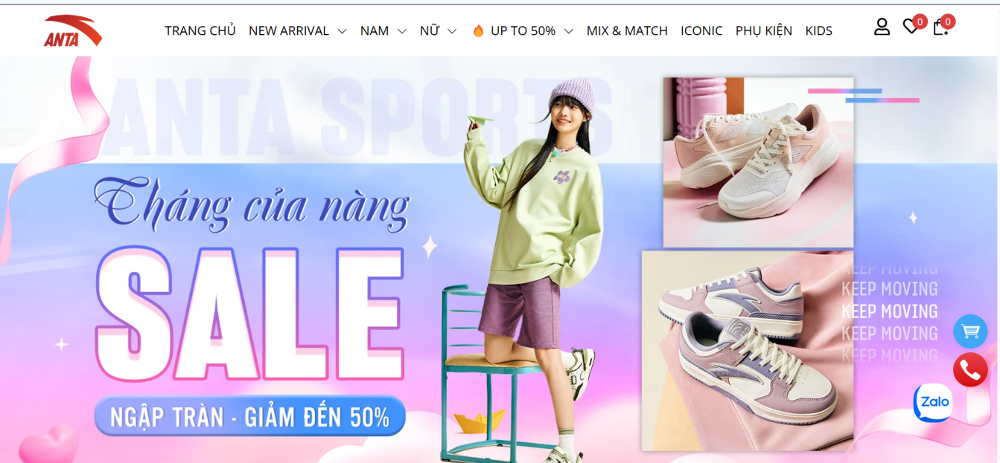 ANTA
TRANG CHỦ NEW ARRIVAL NAM NỮ UP TO 50% MIX & MATCH ICONIC PHỤ KIỆN KIDS
0 0
ANTA SPORTS
Tháng của nàng
SALE
NGẬP TRÀN - GIẢM ĐẾN 50%
KEEP MOVING
KEEP MOVING
KEEP MOVING
KEEP MOVING
KEEP MOVING
Zalo